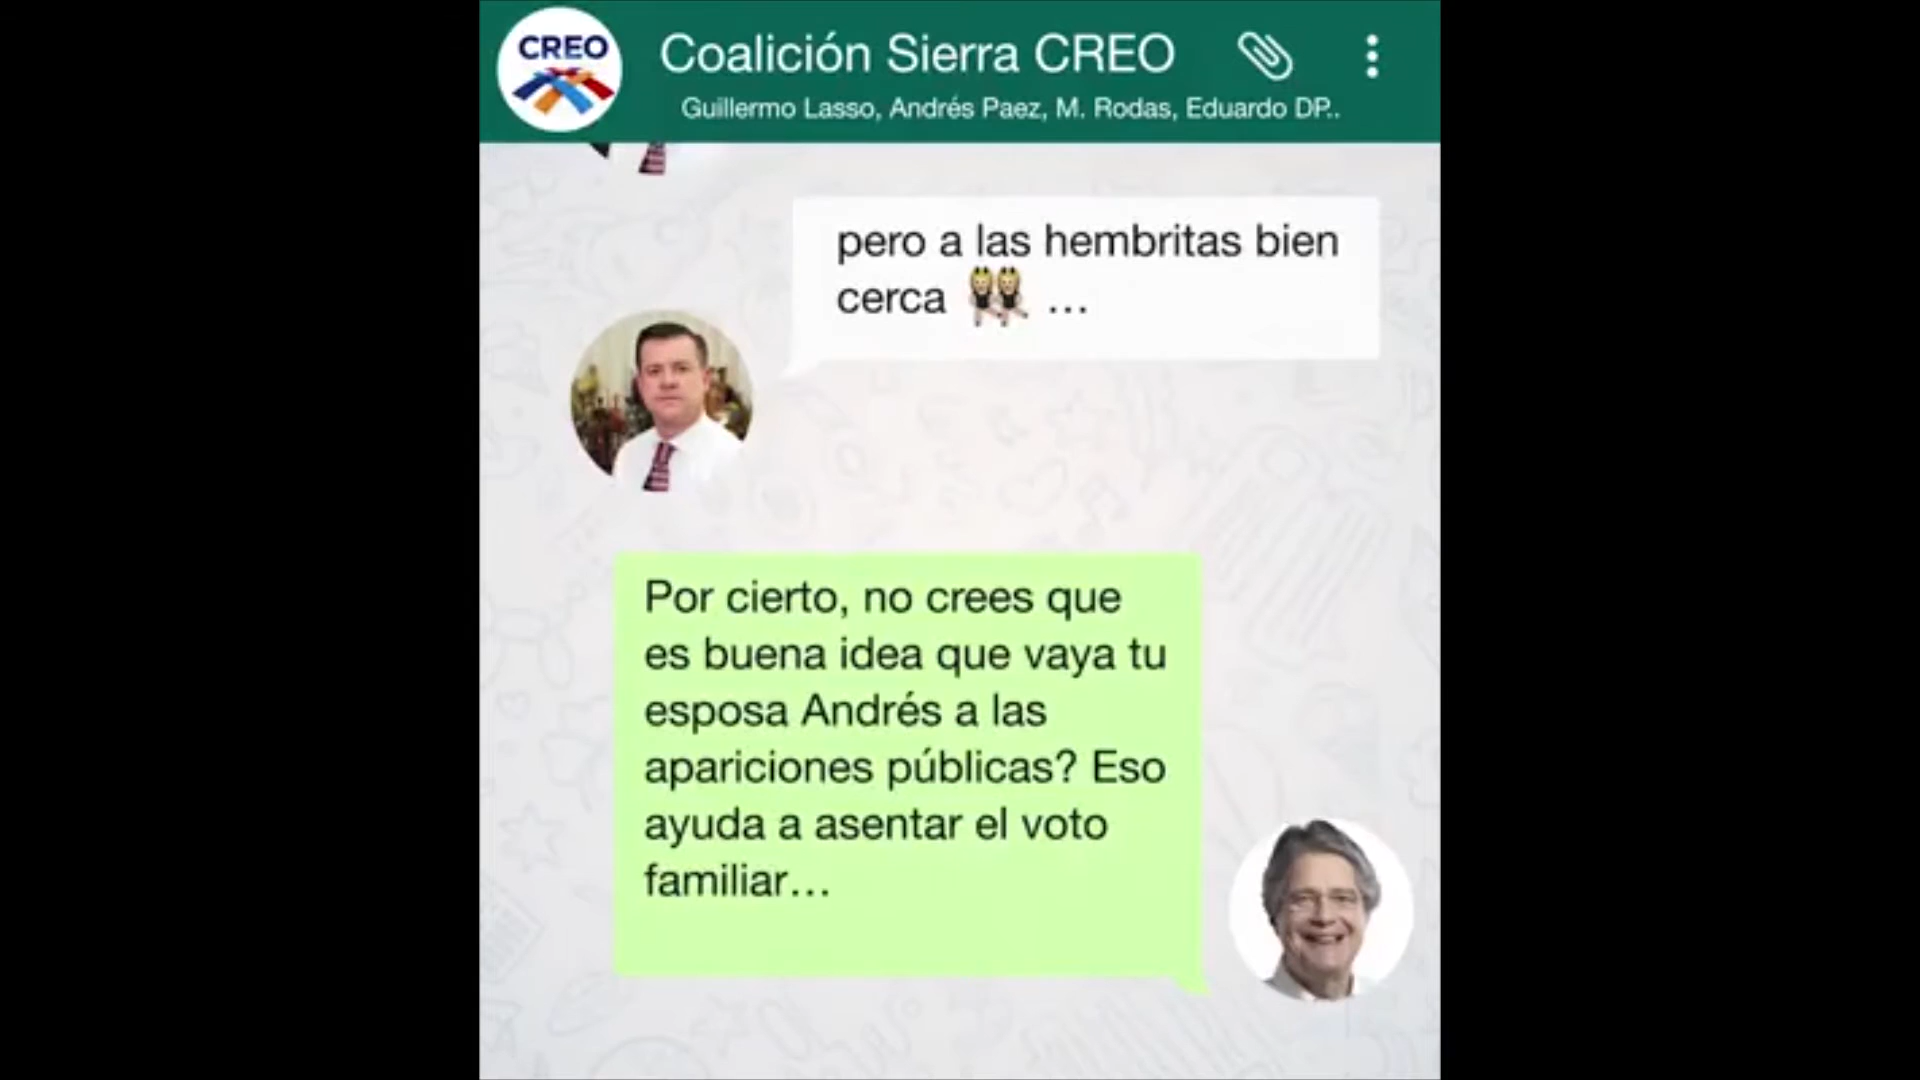 CREO
Coalición Sierra CREO
Guillermo Lasso, Andrés Paez, M. Rodas, Eduardo DP..
pero a las hembritas bien
cerca 👯 ...
Por cierto, no crees que
es buena idea que vaya tu
esposa Andrés a las
apariciones públicas? Eso
ayuda a asentar el voto
familiar...